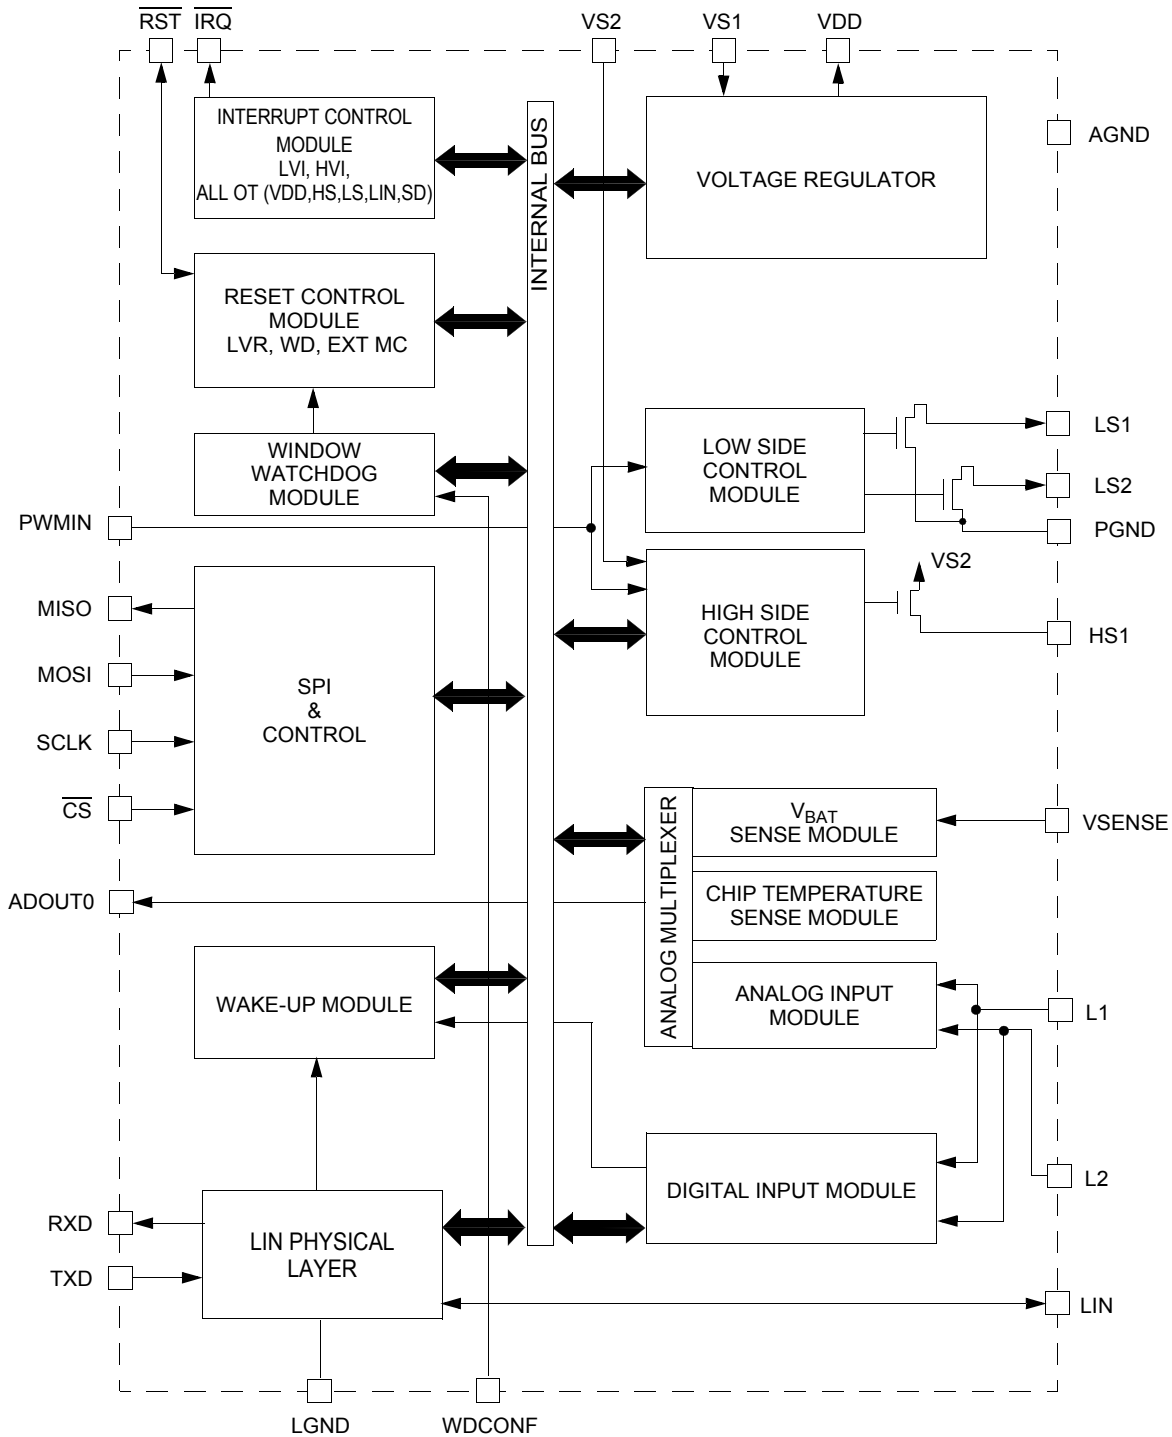 RST IRQ VS2 VS1 VDD
INTERRUPT CONTROL
MODULE
LVI, HVI,
ALL OT (VDD,HS,LS,LIN,SD)
INTERNAL BUS
VOLTAGE REGULATOR
AGND
RESET CONTROL
MODULE
LVR, WD, EXT MC
WINDOW
WATCHDOG
MODULE
LOW SIDE
CONTROL
MODULE
LS1
LS2
PGND
PWMIN
VS2
HIGH SIDE
CONTROL
MODULE
HS1
MISO
MOSI
SCLK
CS
SPI
&
CONTROL
ANALOG MULTIPLEXER
VBAT
SENSE MODULE
VSENSE
CHIP TEMPERATURE
SENSE MODULE
ADOUT0
ANALOG INPUT
MODULE
L1
WAKE-UP MODULE
DIGITAL INPUT MODULE
L2
RXD
TXD
LIN PHYSICAL
LAYER
LIN
LGND
WDCONF